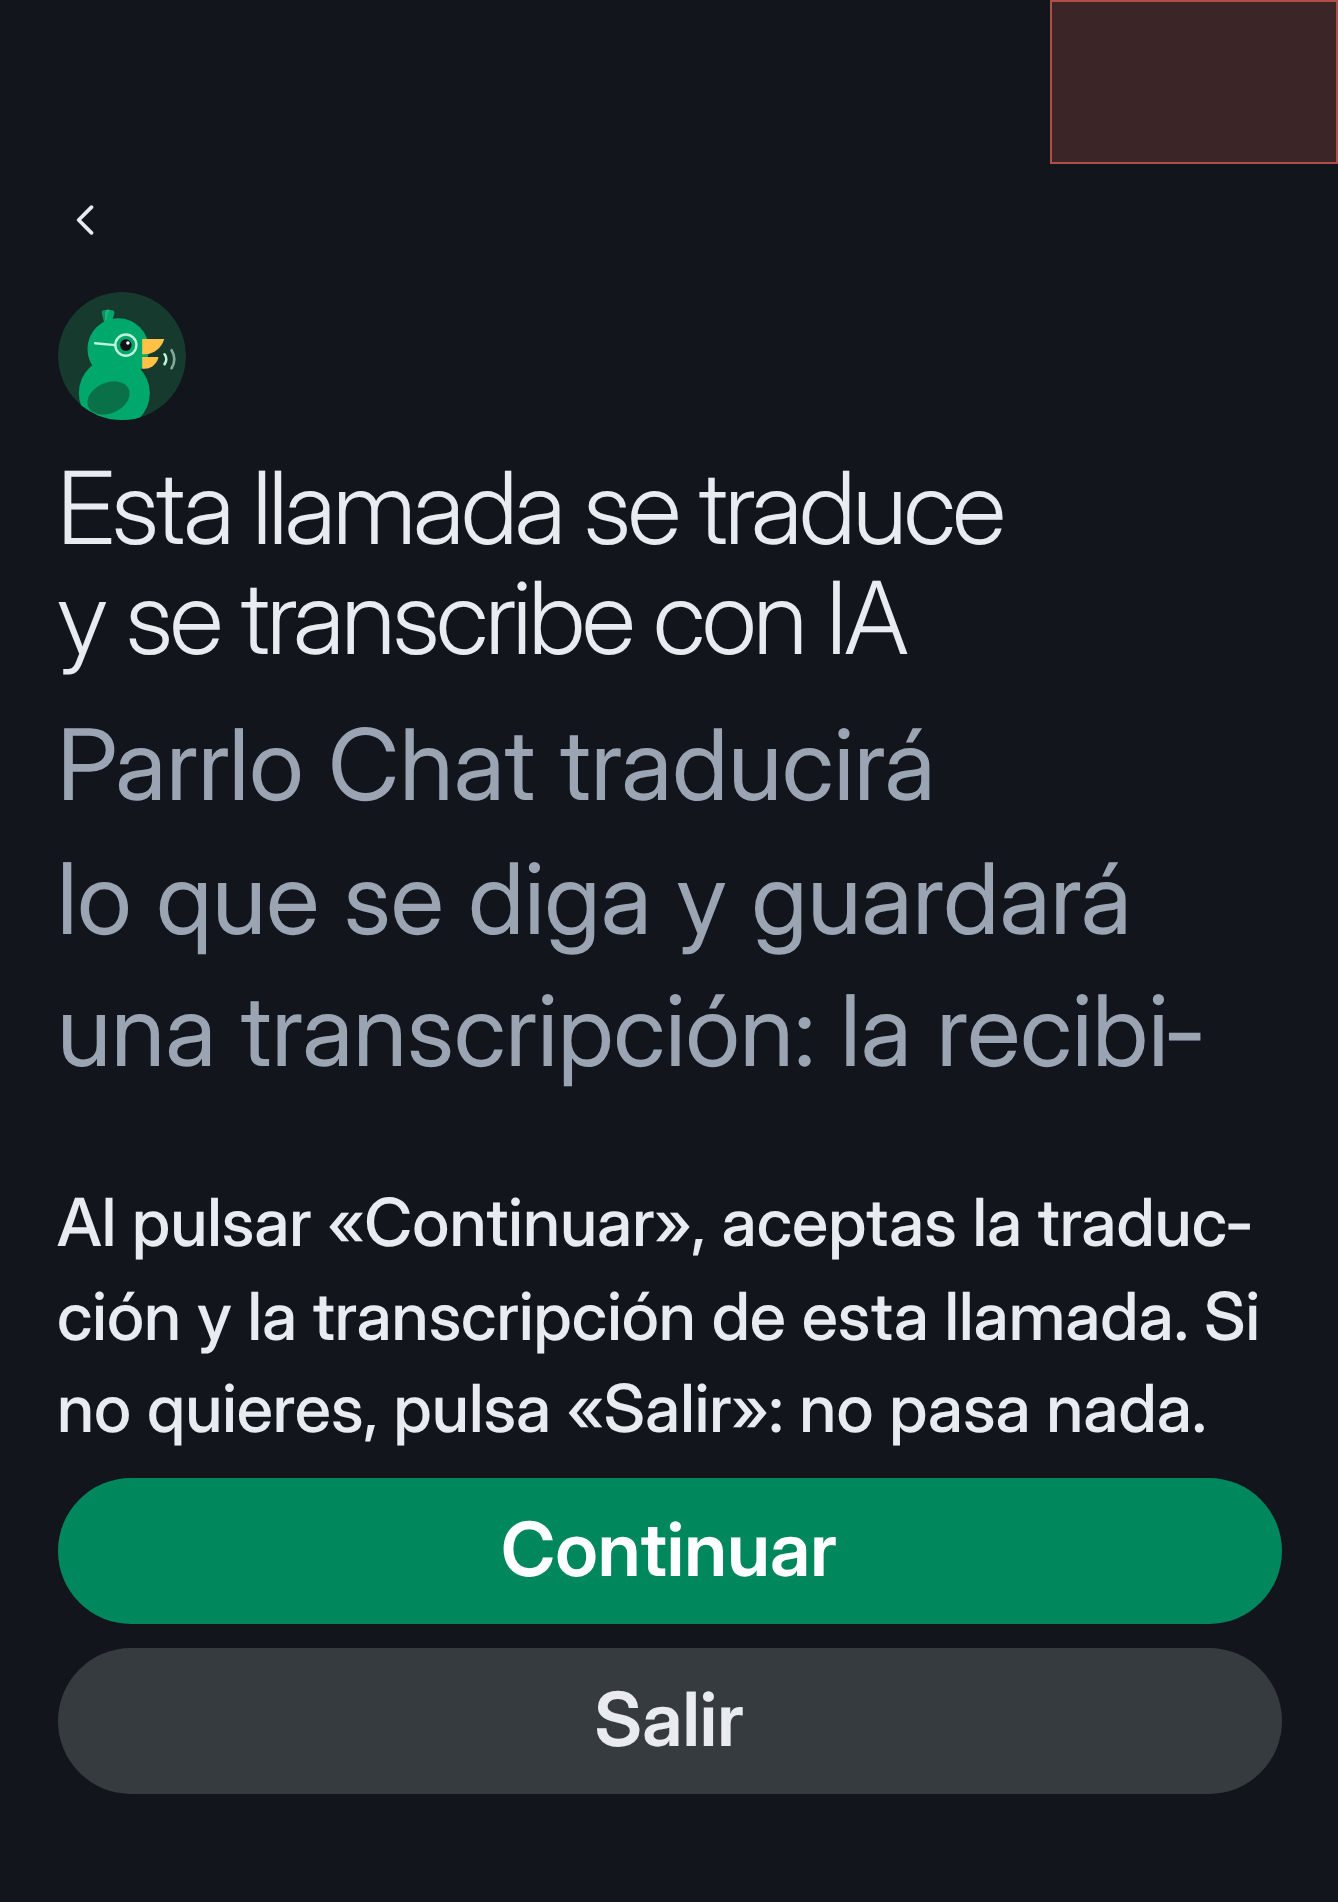 Esta llamada se traduce
y se transcribe con IA
Parrlo Chat traducirá
lo que se diga y guardará
una transcripción: la recibi-
Al pulsar «Continuar», aceptas la traduc-
ción y la transcripción de esta llamada. Si
no quieres, pulsa «Salir»: no pasa nada.
Continuar
Salir